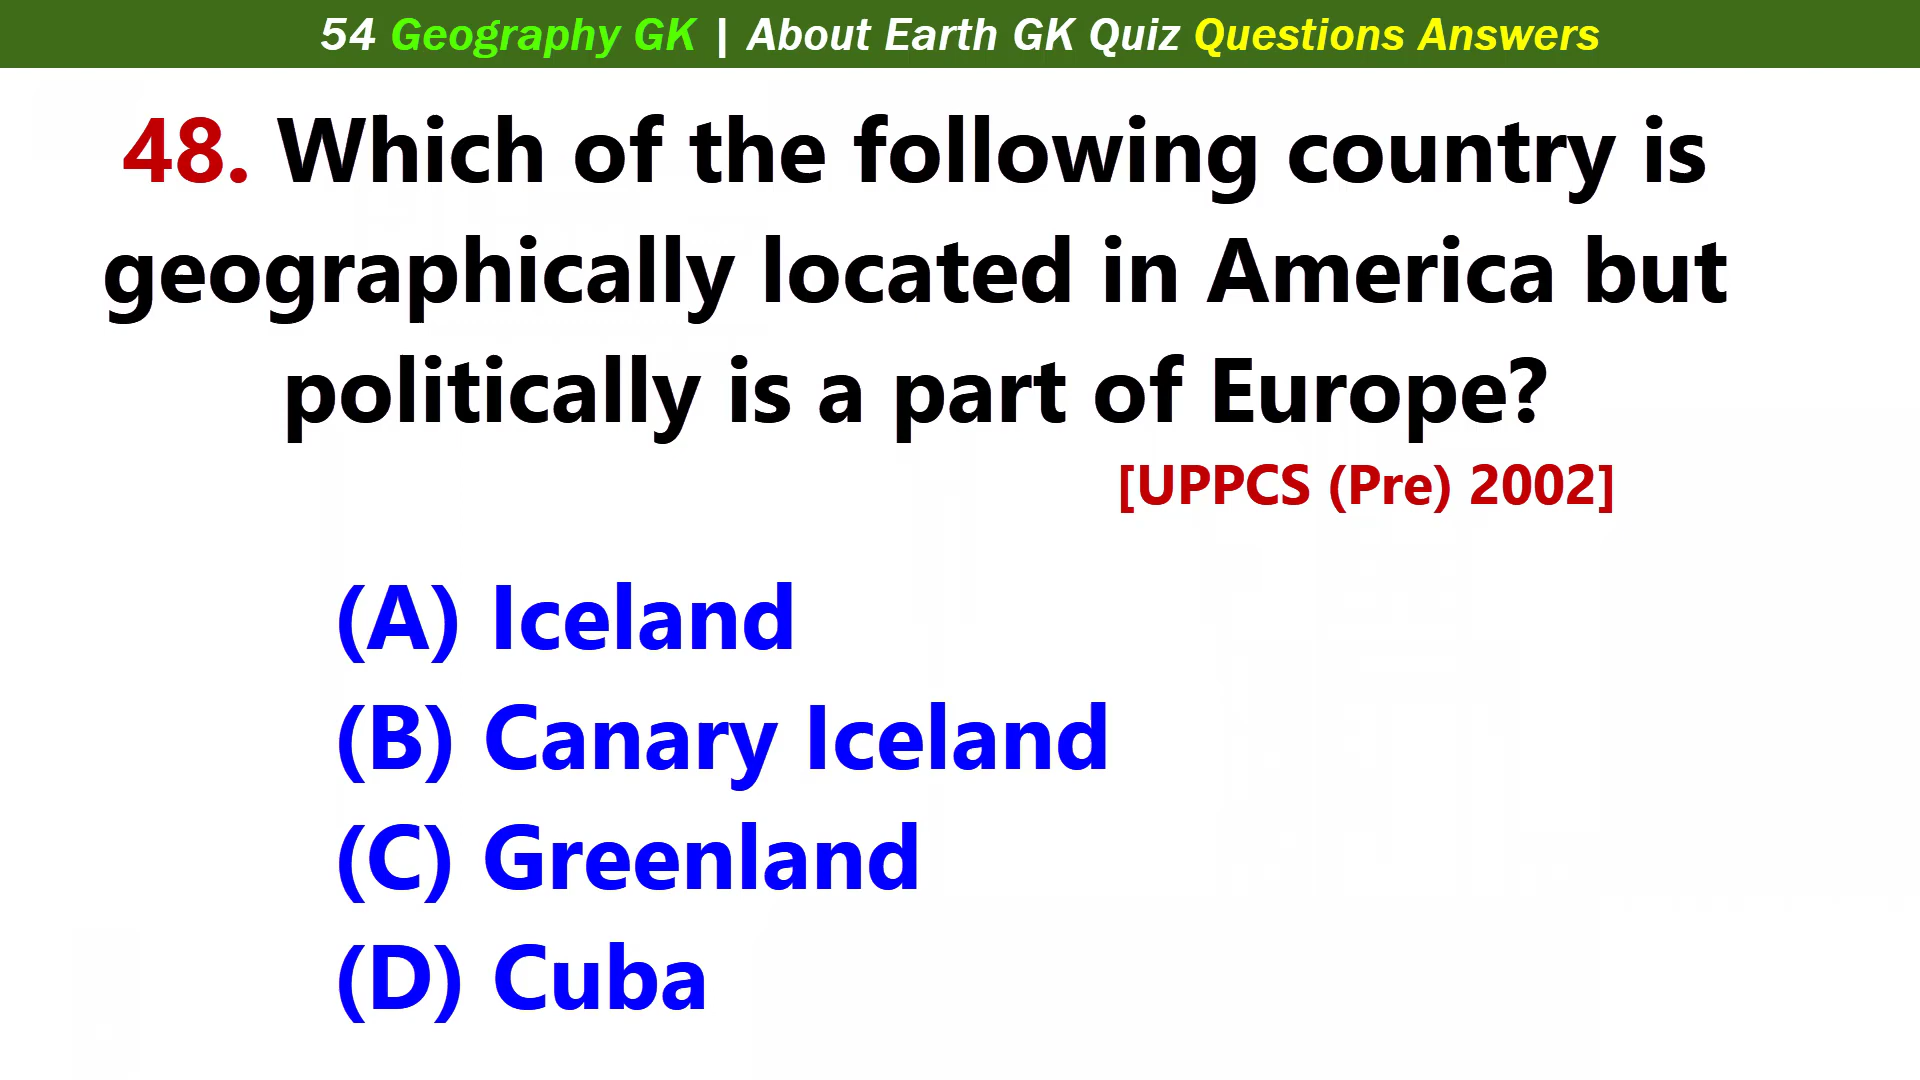 54 Geography GK | About Earth GK Quiz Questions Answers
48. Which of the following country is
geographically located in America but
politically is a part of Europe?
[UPPCS (Pre) 2002]
(A) Iceland
(B) Canary Iceland
(C) Greenland
(D) Cuba